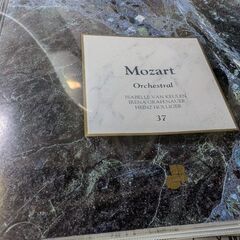 Mozart
Orchestral
ISABELLE VAN KEULEN
IRENA GRAFENAUER
HEINZ HOLLIGER
37